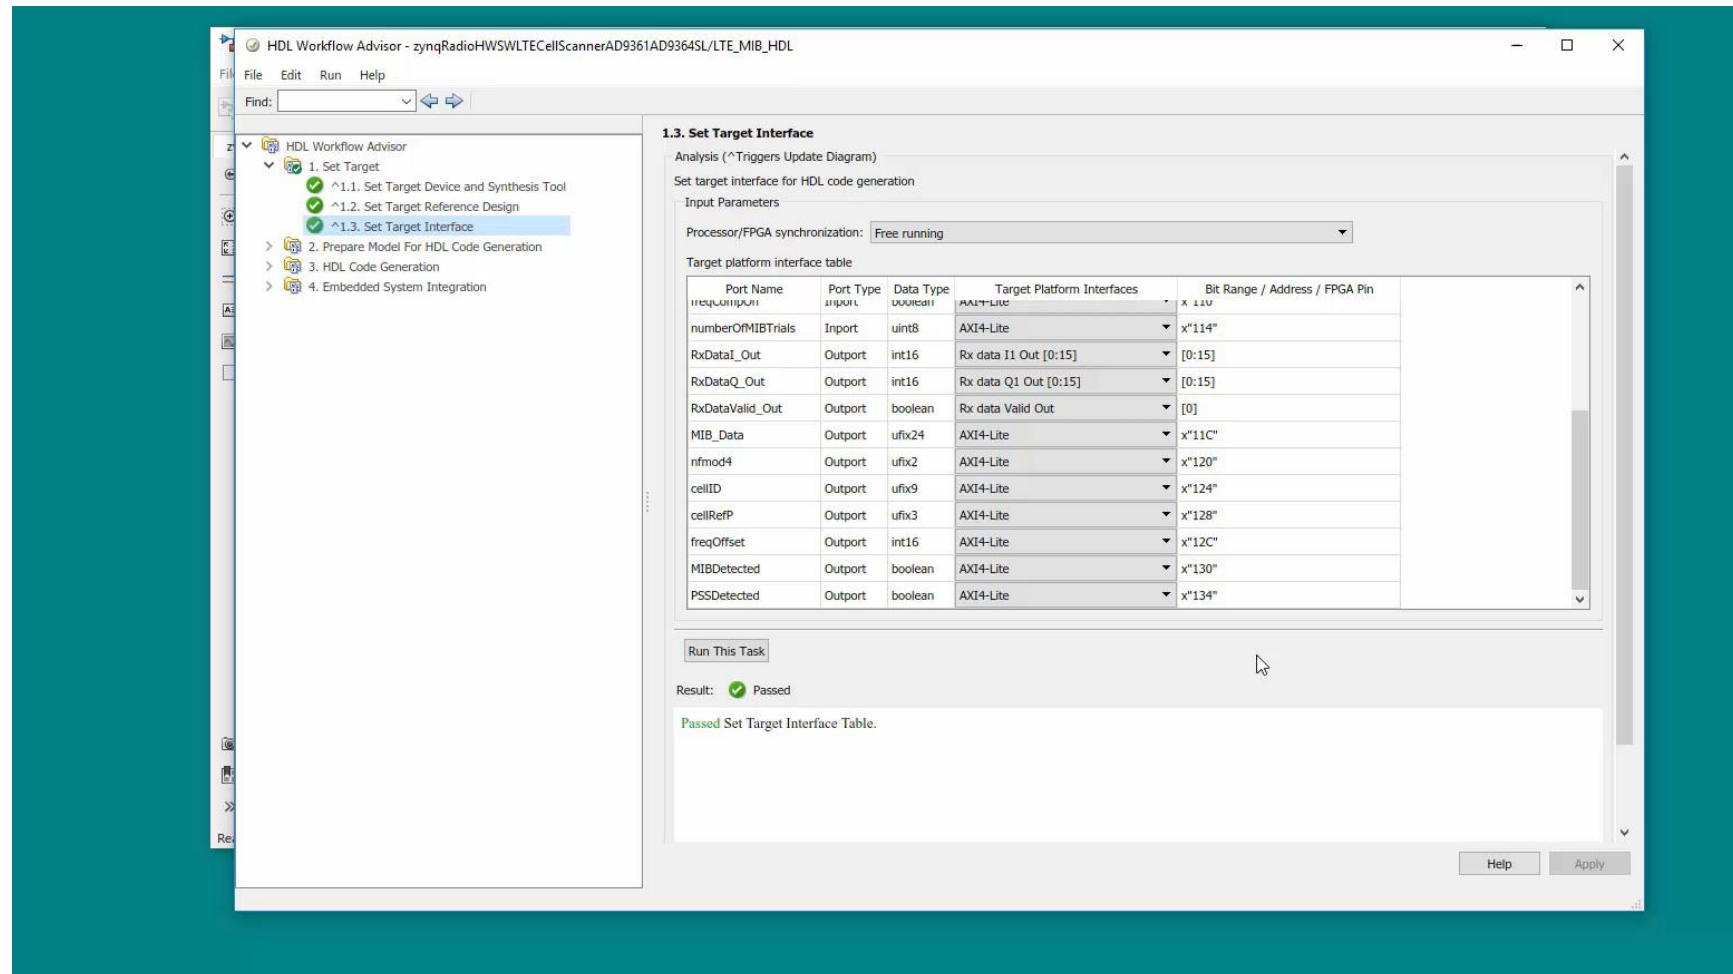 HDL Workflow Advisor - zynqRadioHWSWLTECellScannerAD9361AD9364SL/LTE_MIB_HDL
File Edit Run Help
Find:
HDL Workflow Advisor
1. Set Target
^1.1. Set Target Device and Synthesis Tool
^1.2. Set Target Reference Design
^1.3. Set Target Interface
2. Prepare Model For HDL Code Generation
3. HDL Code Generation
4. Embedded System Integration
1.3. Set Target Interface
Analysis (^Triggers Update Diagram)
Set target interface for HDL code generation
Input Parameters
Processor/FPGA synchronization: Free running
Target platform interface table
Port Name Port Type Data Type Target Platform Interfaces Bit Range / Address / FPGA Pin
freqCompOn Inport boolean AXI4-Lite x"110"
numberOfMIBTrials Inport uint8 AXI4-Lite x"114"
RxDataI_Out Outport int16 Rx data I1 Out [0:15] [0:15]
RxDataQ_Out Outport int16 Rx data Q1 Out [0:15] [0:15]
RxDataValid_Out Outport boolean Rx data Valid Out [0]
MIB_Data Outport ufix24 AXI4-Lite x"11C"
nfmod4 Outport ufix2 AXI4-Lite x"120"
cellID Outport ufix9 AXI4-Lite x"124"
cellRefP Outport ufix3 AXI4-Lite x"128"
freqOffset Outport int16 AXI4-Lite x"12C"
MIBDetected Outport boolean AXI4-Lite x"130"
PSSDetected Outport boolean AXI4-Lite x"134"
Run This Task
Result: Passed
Passed Set Target Interface Table.
Help Apply